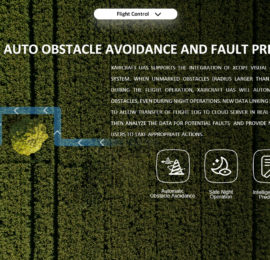 Flight Control
AUTO OBSTACLE AVOIDANCE AND FAULT PRE
XAIRCRAFT UAS SUPPORTS THE INTEGRATION OF XCOPE VISUAL
SYSTEM. WHEN UNMARKED OBSTACLES (RADIUS LARGER THAN
DURING THE FLIGHT OPERATION, XAIRCRAFT UAS WILL AUTOM
OBSTACLES, EVEN DURING NIGHT OPERATIONS. NEW DATA LINKING
TO ALLOW TRANSFER OF FLIGHT LOG TO CLOUD SERVER IN REAL
THEN ANALYZE THE DATA FOR POTENTIAL FAULTS AND PROVIDE
USERS TO TAKE APPROPRIATE ACTIONS.
Automatic
Obstacle Avoidance
Safe Night
Operation
Intelligen
Predi